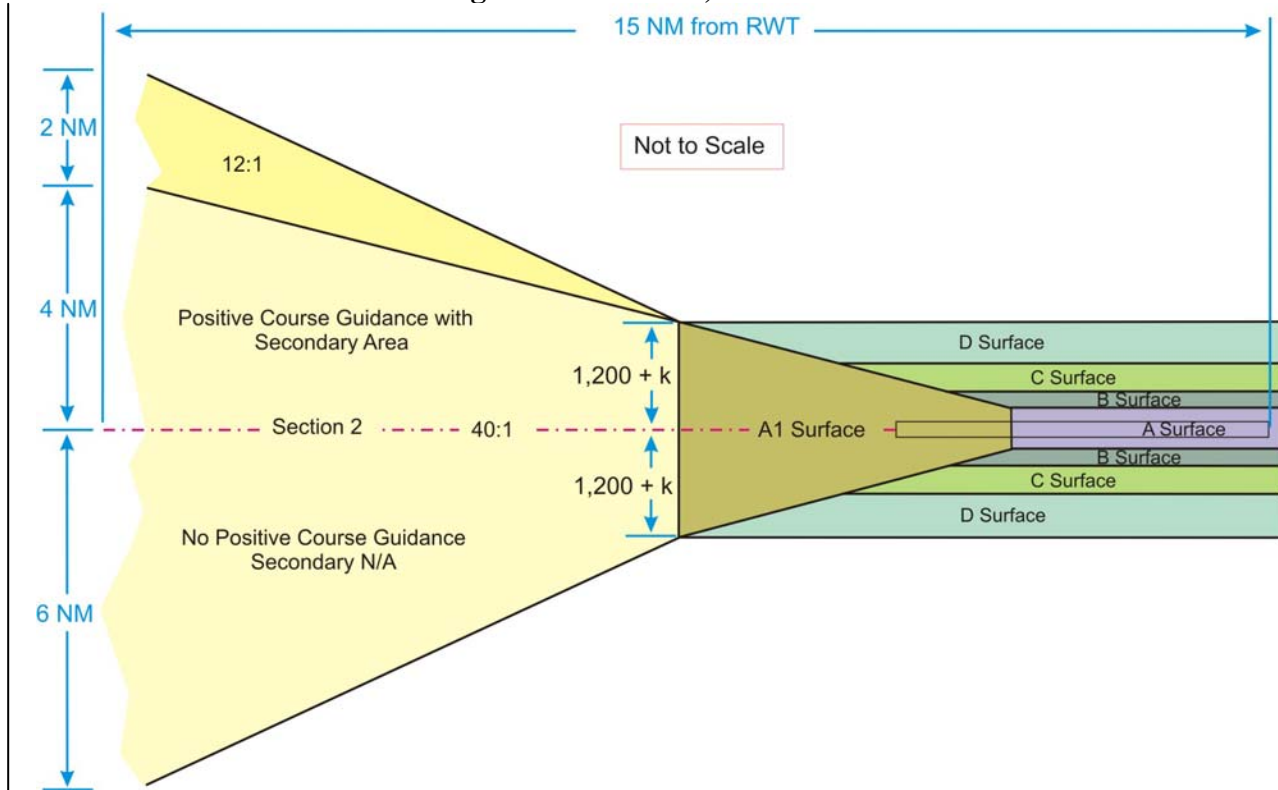 15 NM from RWT
2 NM
Not to Scale
12:1
4 NM
Positive Course Guidance with
Secondary Area
D Surface
1,200 + k
C Surface
B Surface
Section 2
40:1
A1 Surface
A Surface
B Surface
1,200 + k
C Surface
D Surface
No Positive Course Guidance
Secondary N/A
6 NM